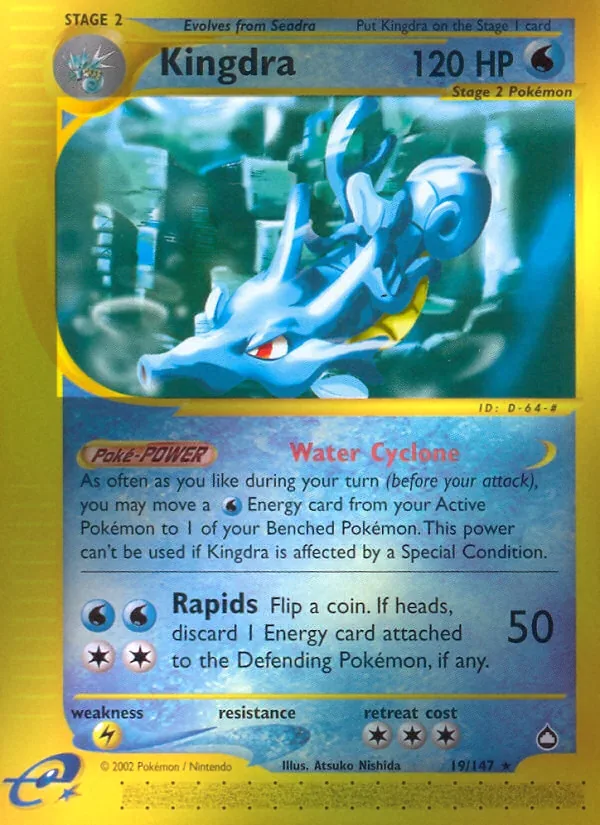 STAGE 2
Evolves from Seadra
Put Kingdra on the Stage 1 card
Kingdra
120 HP
Stage 2 Pokémon
ID: D-64-#
Poké-POWER
Water Cyclone
As often as you like during your turn (before your attack),
you may move a Energy card from your Active
Pokémon to 1 of your Benched Pokémon. This power
can't be used if Kingdra is affected by a Special Condition.
Rapids Flip a coin. If heads,
discard 1 Energy card attached
to the Defending Pokémon, if any.
50
weakness
resistance
retreat cost
© 2002 Pokémon / Nintendo
Illus. Atsuko Nishida
19/147 ★
e